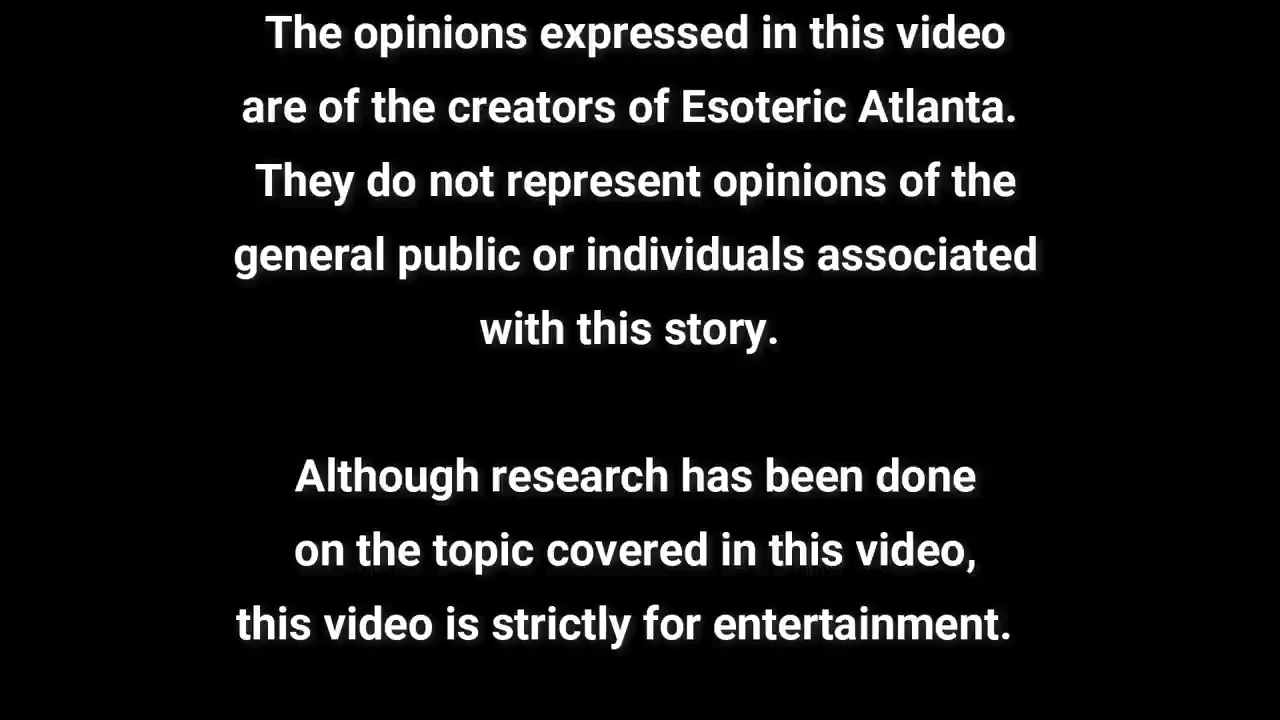 The opinions expressed in this video
are of the creators of Esoteric Atlanta.
They do not represent opinions of the
general public or individuals associated
with this story.
Although research has been done
on the topic covered in this video,
this video is strictly for entertainment.